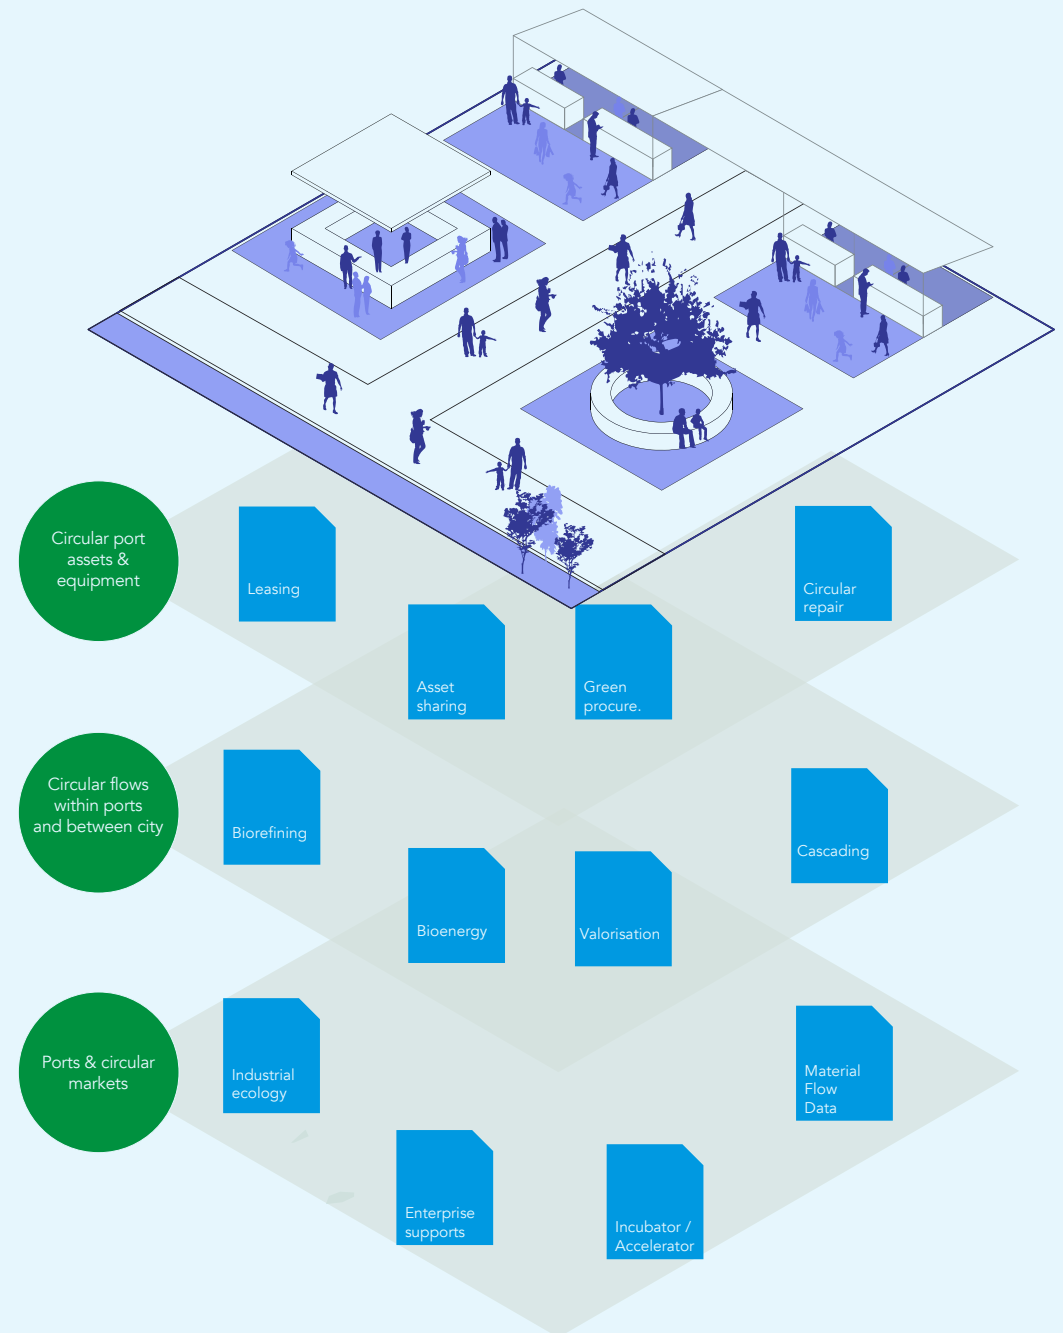 Circular port
assets &
equipment
Leasing
Asset
sharing
Green
procure.
Circular
repair
Circular flows
within ports
and between city
Biorefining
Bioenergy
Valorisation
Cascading
Ports & circular
markets
Industrial
ecology
Enterprise
supports
Incubator /
Accelerator
Material
Flow
Data